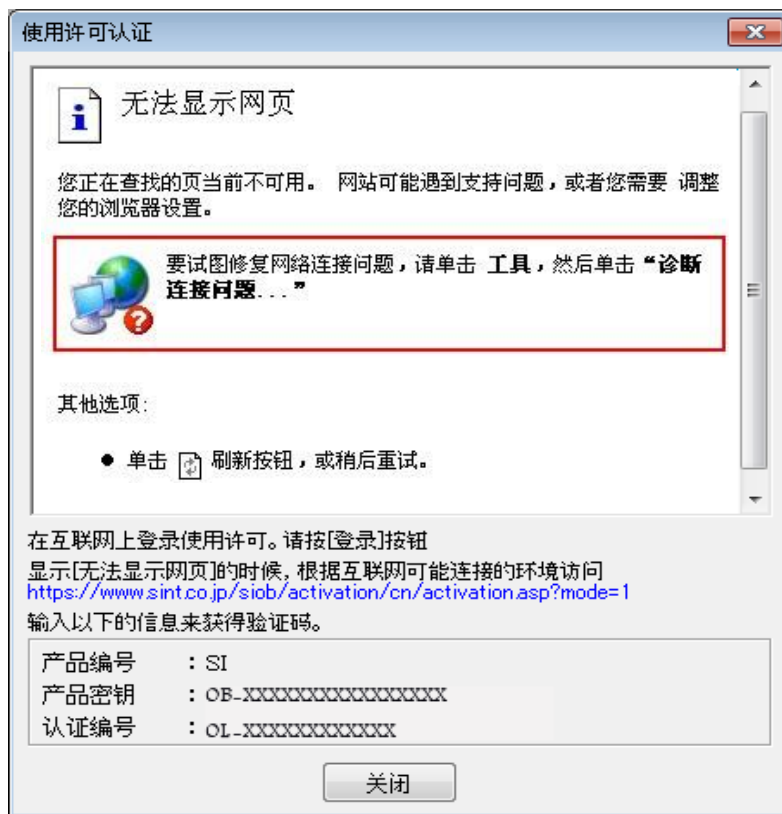 使用许可认证
无法显示网页
您正在查找的页当前不可用。 网站可能遇到支持问题，或者您需要 调整
您的浏览器设置。
要试图修复网络连接问题，请单击 工具，然后单击“诊断
连接问题...”
其他选项:
● 单击 刷新按钮，或稍后重试。
在互联网上登录使用许可。请按[登录]按钮
显示[无法显示网页]的时候, 根据互联网可能连接的环境访问
https://www.sint.co.jp/siob/activation/cn/activation.asp?mode=1
输入以下的信息来获得验证码。
产品编号 : SI
产品密钥 : OB-XXXXXXXXXXXXXXXX
认证编号 : OL-XXXXXXXXXXXX
关闭